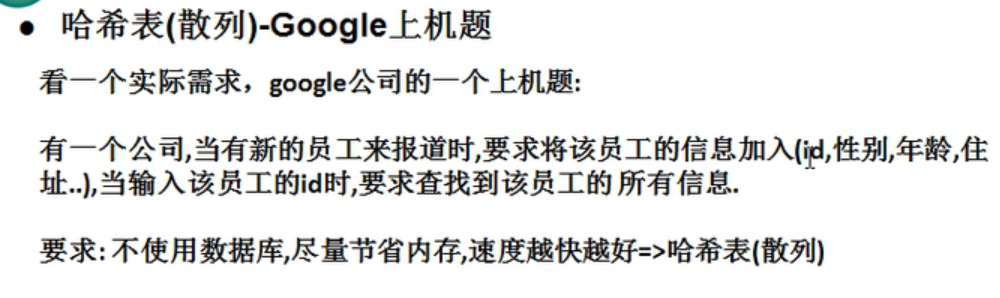 ● 哈希表(散列)-Google上机题
看一个实际需求，google公司的一个上机题:
有一个公司,当有新的员工来报道时,要求将该员工的信息加入(id,性别,年龄,住
址..),当输入该员工的id时,要求查找到该员工的 所有信息.
要求: 不使用数据库,尽量节省内存,速度越快越好=>哈希表(散列)